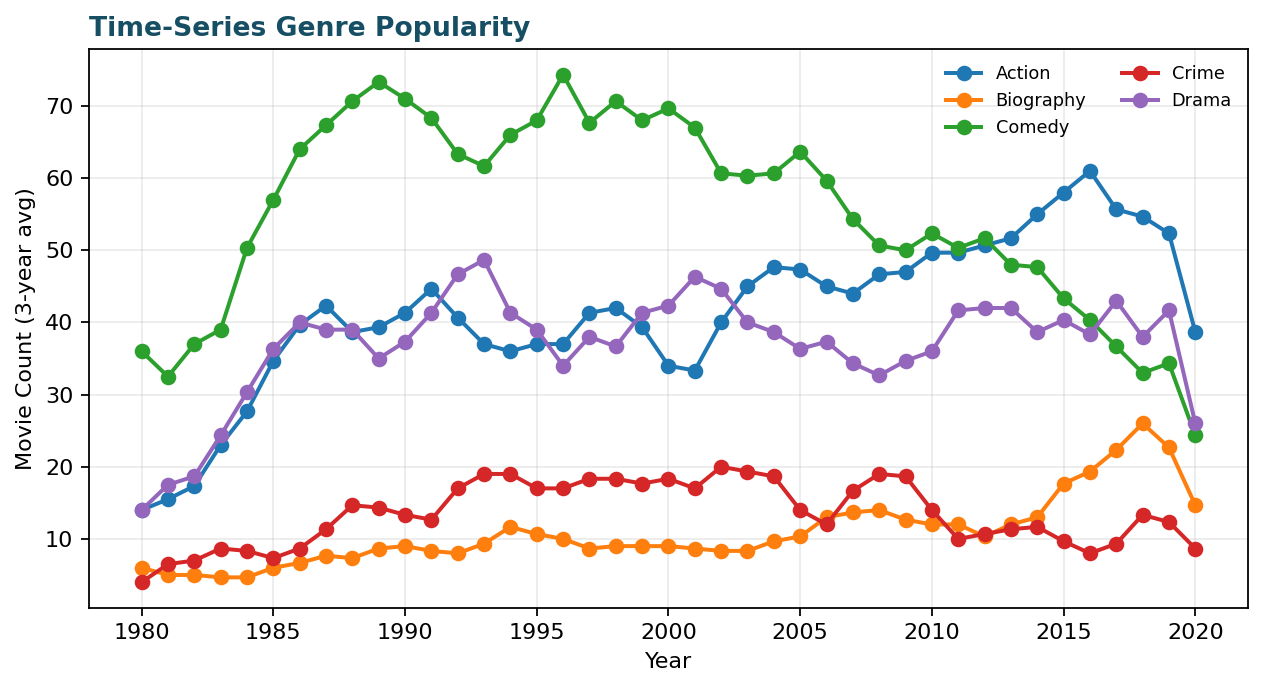 Time-Series Genre Popularity
Action
Biography
Comedy
Crime
Drama
Movie Count (3-year avg)
70
60
50
40
30
20
10
1980 1985 1990 1995 2000 2005 2010 2015 2020
Year